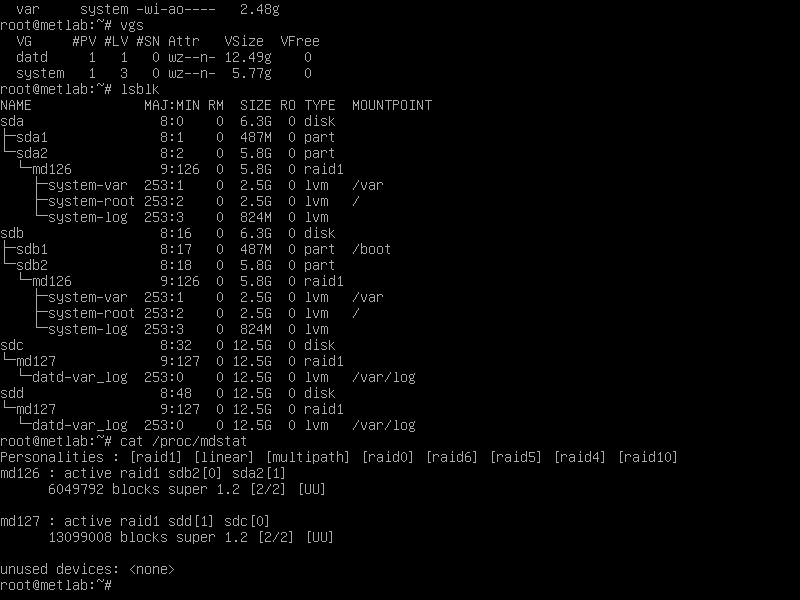 var     system -wi-ao----   2.48g
root@metlab:~# vgs
  VG     #PV #LV #SN Attr   VSize  VFree
  datd     1   1   0 wz--n- 12.49g    0
  system   1   3   0 wz--n-  5.77g    0
root@metlab:~# lsblk
NAME              MAJ:MIN RM   SIZE RO TYPE  MOUNTPOINT
sda                 8:0    0   6.3G  0 disk
├─sda1              8:1    0   487M  0 part
└─sda2              8:2    0   5.8G  0 part
  └─md126           9:126  0   5.8G  0 raid1
    ├─system-var  253:1    0   2.5G  0 lvm   /var
    ├─system-root 253:2    0   2.5G  0 lvm   /
    └─system-log  253:3    0   824M  0 lvm
sdb                 8:16   0   6.3G  0 disk
├─sdb1              8:17   0   487M  0 part  /boot
└─sdb2              8:18   0   5.8G  0 part
  └─md126           9:126  0   5.8G  0 raid1
    ├─system-var  253:1    0   2.5G  0 lvm   /var
    ├─system-root 253:2    0   2.5G  0 lvm   /
    └─system-log  253:3    0   824M  0 lvm
sdc                 8:32   0  12.5G  0 disk
└─md127             9:127  0  12.5G  0 raid1
  └─datd-var_log  253:0    0  12.5G  0 lvm   /var/log
sdd                 8:48   0  12.5G  0 disk
└─md127             9:127  0  12.5G  0 raid1
  └─datd-var_log  253:0    0  12.5G  0 lvm   /var/log
root@metlab:~# cat /proc/mdstat
Personalities : [raid1] [linear] [multipath] [raid0] [raid6] [raid5] [raid4] [raid10]
md126 : active raid1 sdb2[0] sda2[1]
      6049792 blocks super 1.2 [2/2] [UU]

md127 : active raid1 sdd[1] sdc[0]
      13099008 blocks super 1.2 [2/2] [UU]

unused devices: <none>
root@metlab:~#